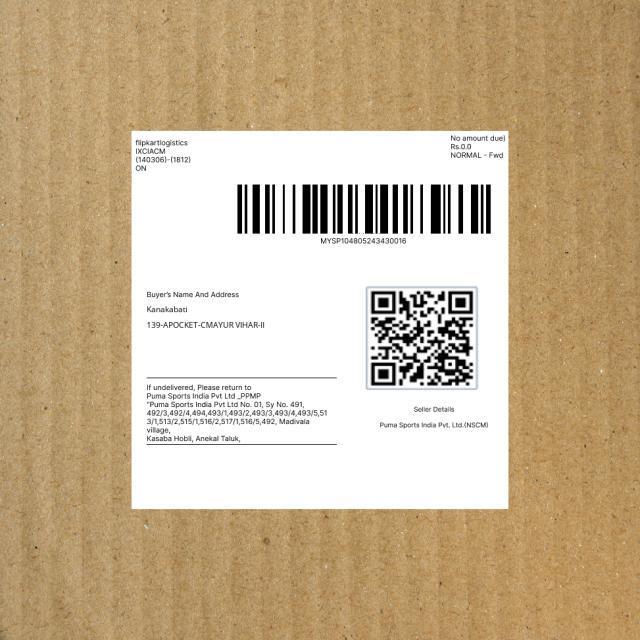 flipkartlogistics
IXCIACM
(140306)-(1812)
ON
No amount due)
Rs.0.0
NORMAL - Fwd
MYSP104805243430016
Buyer's Name And Address
Kanakabati
139-APOCKET-CMAYUR VIHAR-II
If undelivered, Please return to
Puma Sports India Pvt Ltd _PPMP
"Puma Sports India Pvt Ltd No. 01, Sy No. 491,
492/3,492/4,494,493/1,493/2,493/3,493/4,493/5,51
3/1,513/2,515/1,516/2,517/1,516/5,492, Madivala
village,
Kasaba Hobli, Anekal Taluk,
Seller Details
Puma Sports India Pvt. Ltd.(NSCM)